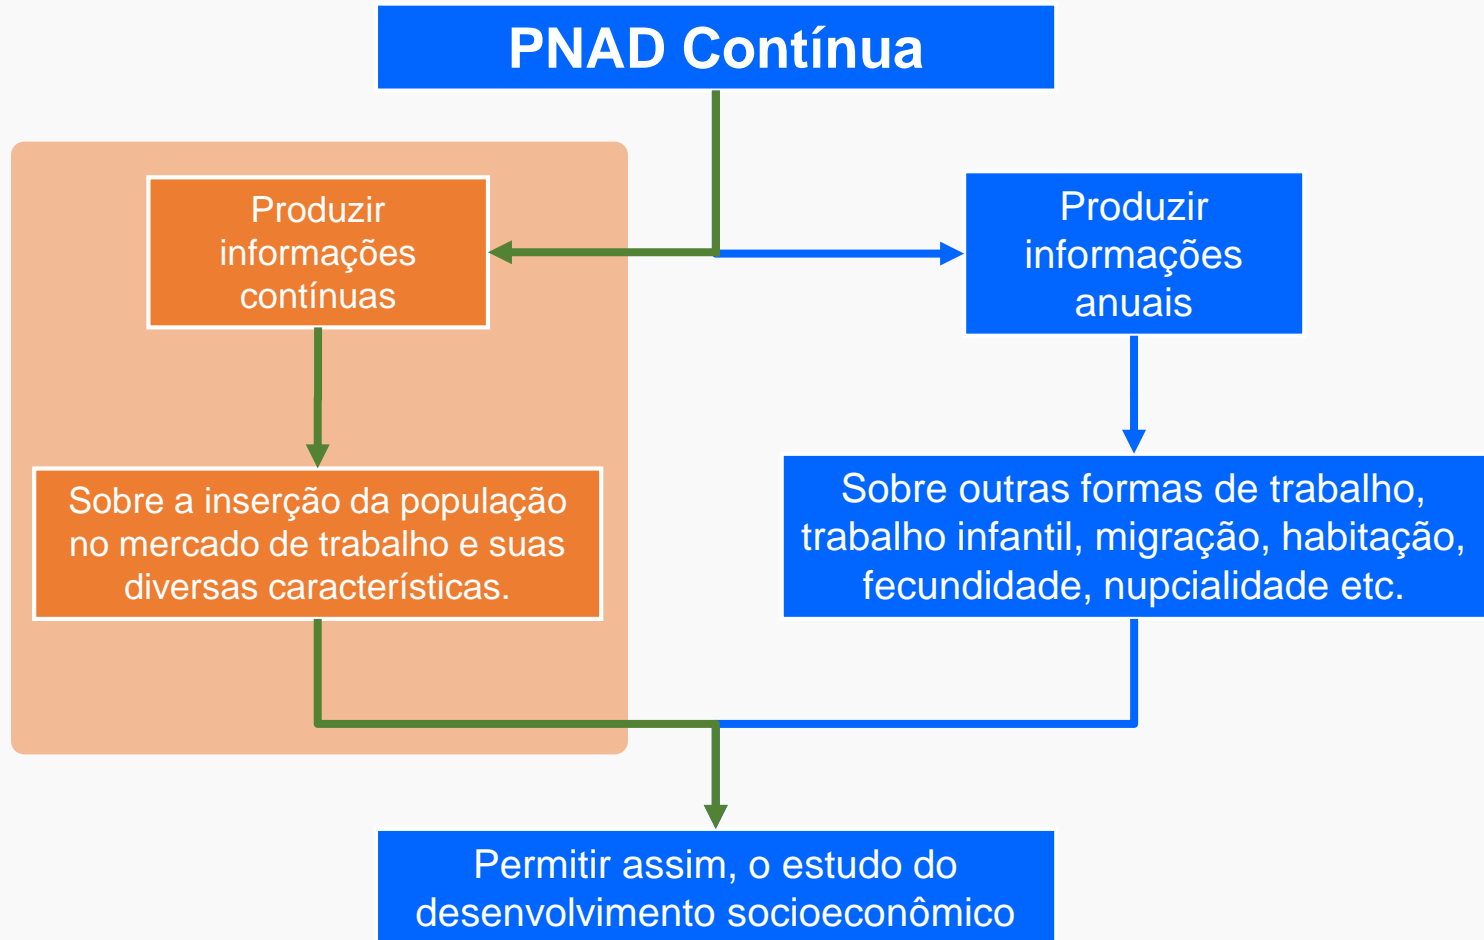 PNAD Contínua
Produzir
informações
contínuas
Produzir
informações
anuais
Sobre a inserção da população
no mercado de trabalho e suas
diversas características.
Sobre outras formas de trabalho,
trabalho infantil, migração, habitação,
fecundidade, nupcialidade etc.
Permitir assim, o estudo do
desenvolvimento socioeconômico